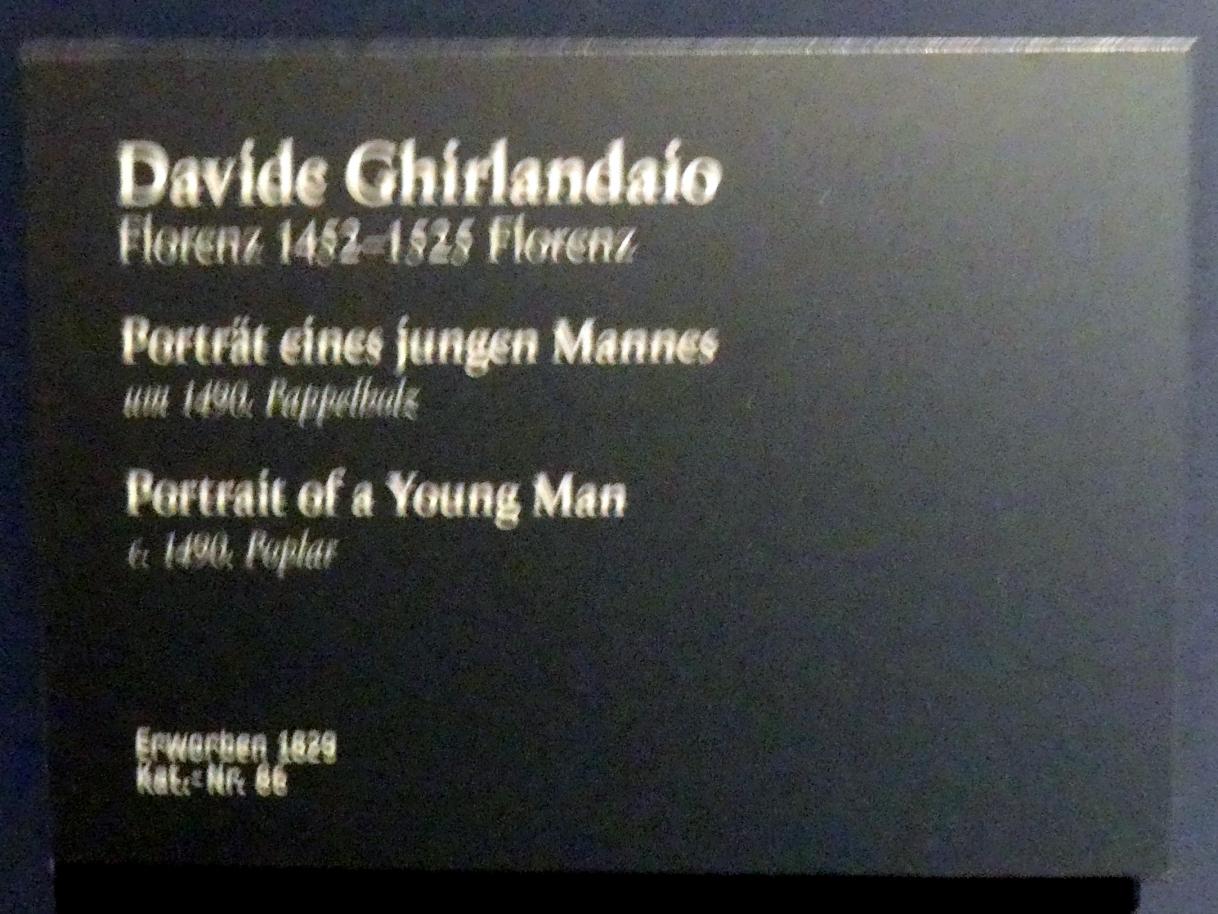 Davide Ghirlandaio
Florenz 1452–1525 Florenz
Porträt eines jungen Mannes
um 1490, Pappelholz
Portrait of a Young Man
c. 1490, Poplar
Erworben 1829
Kat.-Nr. 86